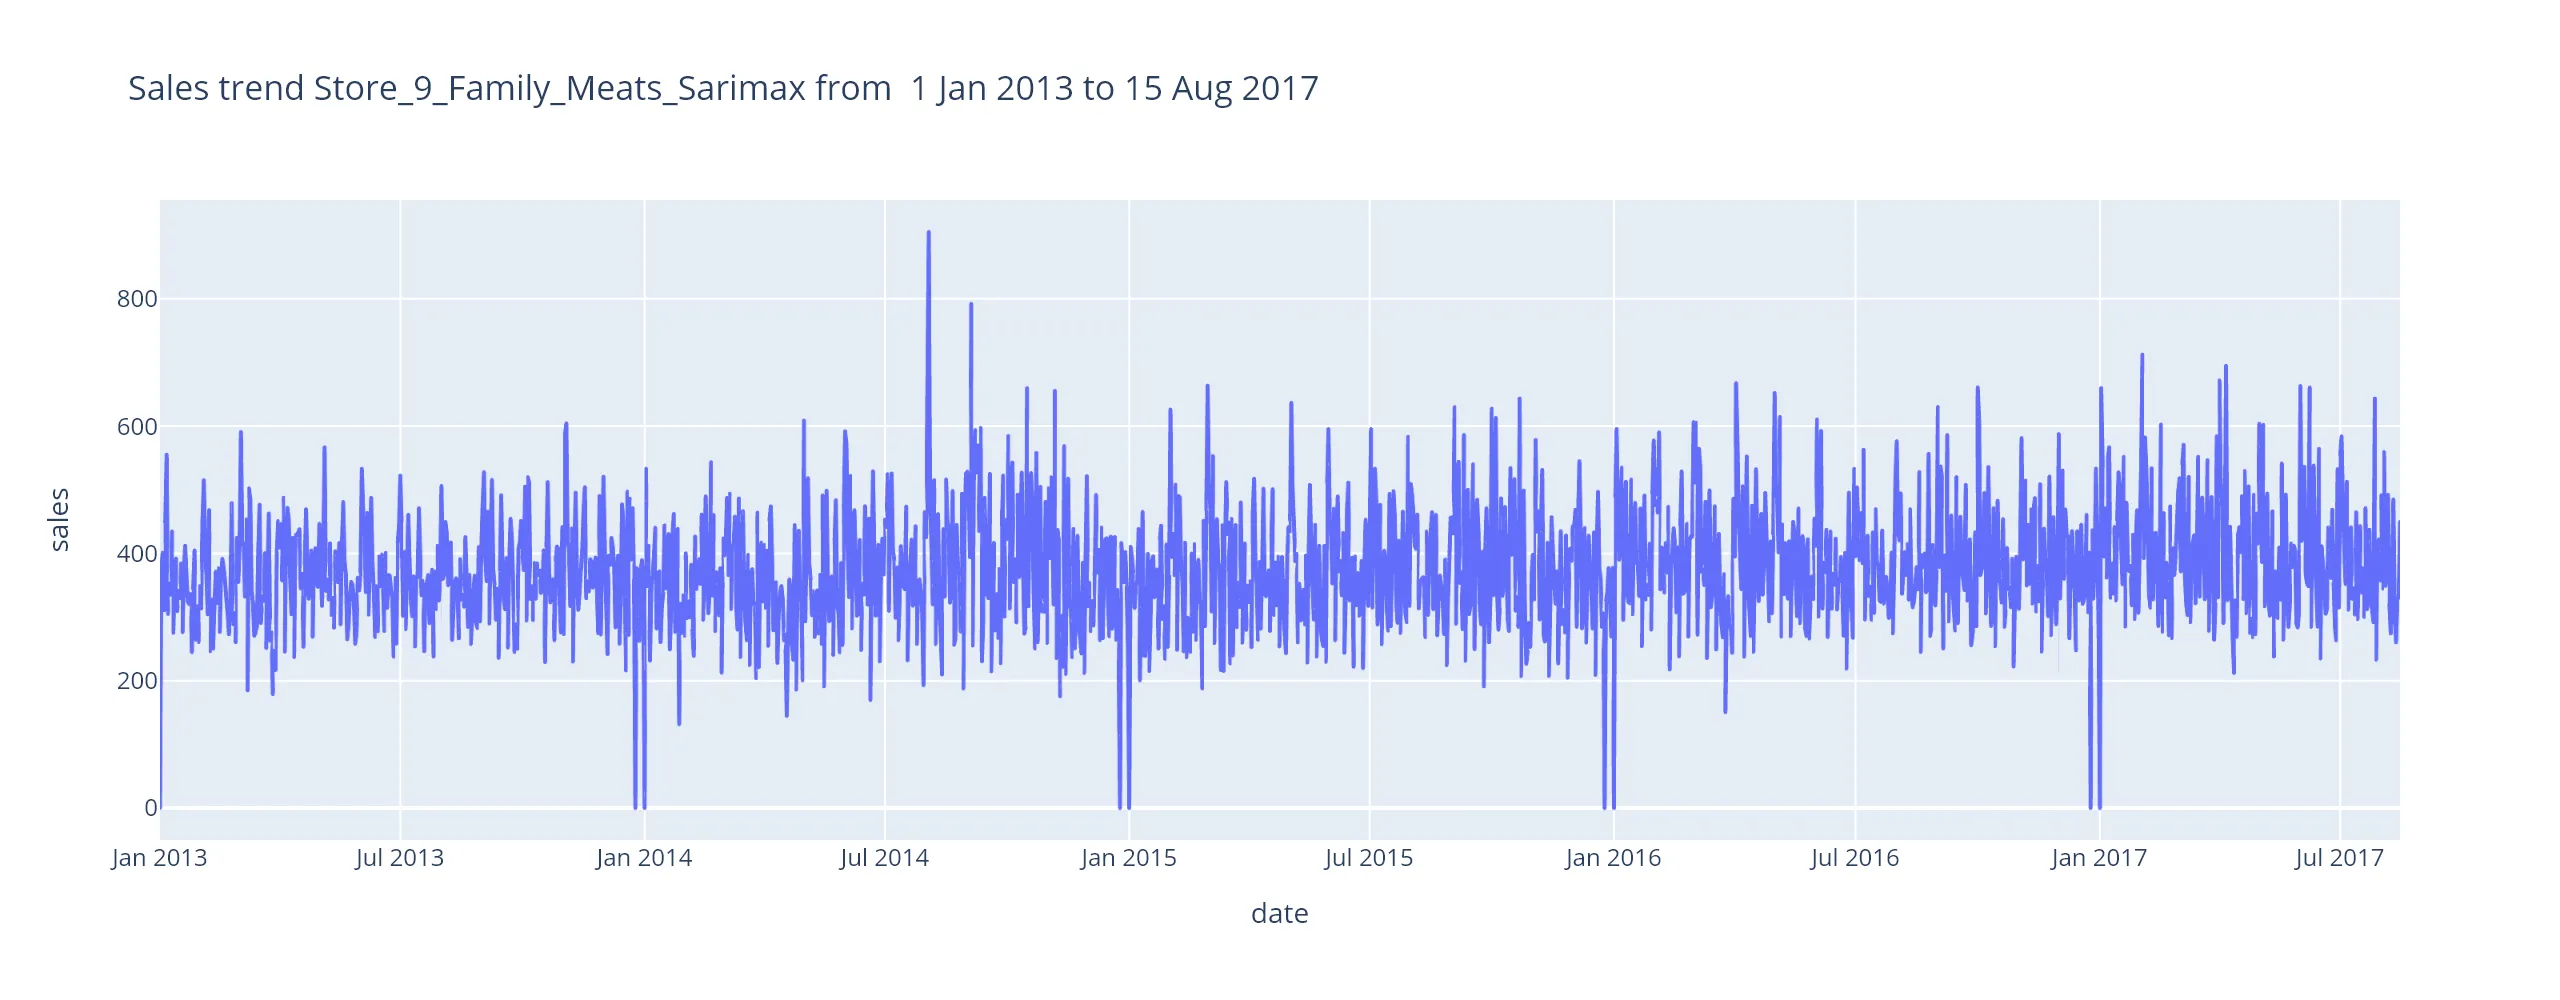 Sales trend Store_9_Family_Meats_Sarimax from  1 Jan 2013 to 15 Aug 2017
800
600
400
200
0
sales
Jan 2013 Jul 2013 Jan 2014 Jul 2014 Jan 2015 Jul 2015 Jan 2016 Jul 2016 Jan 2017 Jul 2017
date